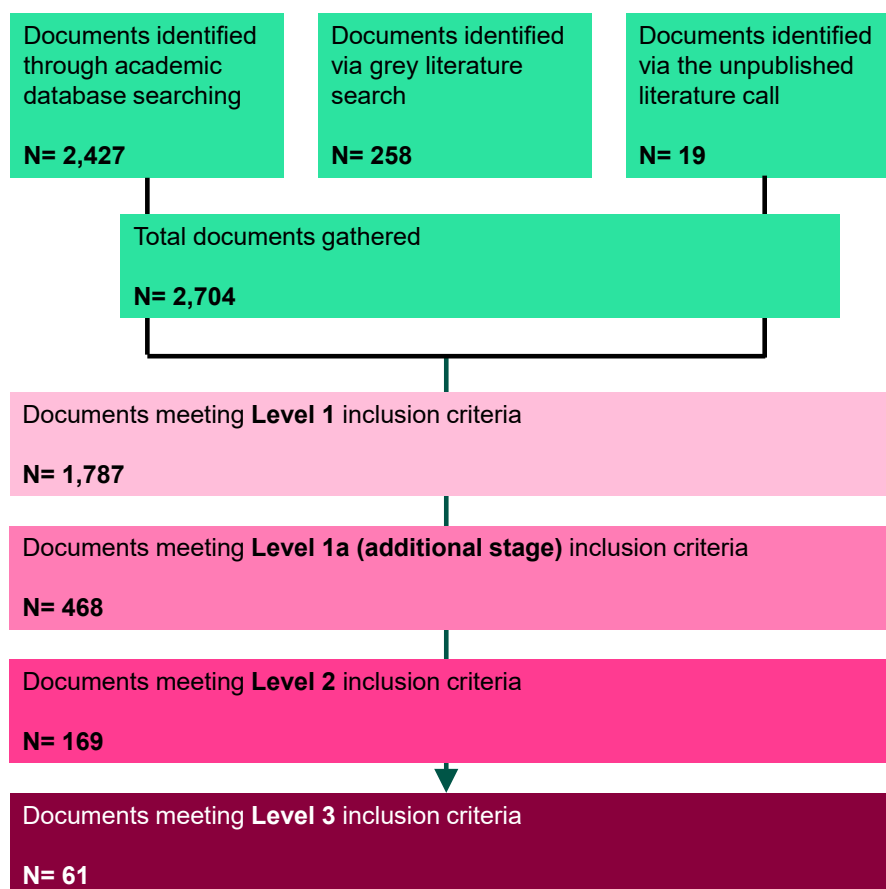 Documents identified
through academic
database searching
N= 2,427
Documents identified
via grey literature
search
N= 258
Documents identified
via the unpublished
literature call
N= 19
Total documents gathered
N= 2,704
Documents meeting Level 1 inclusion criteria
N= 1,787
Documents meeting Level 1a (additional stage) inclusion criteria
N= 468
Documents meeting Level 2 inclusion criteria
N= 169
Documents meeting Level 3 inclusion criteria
N= 61